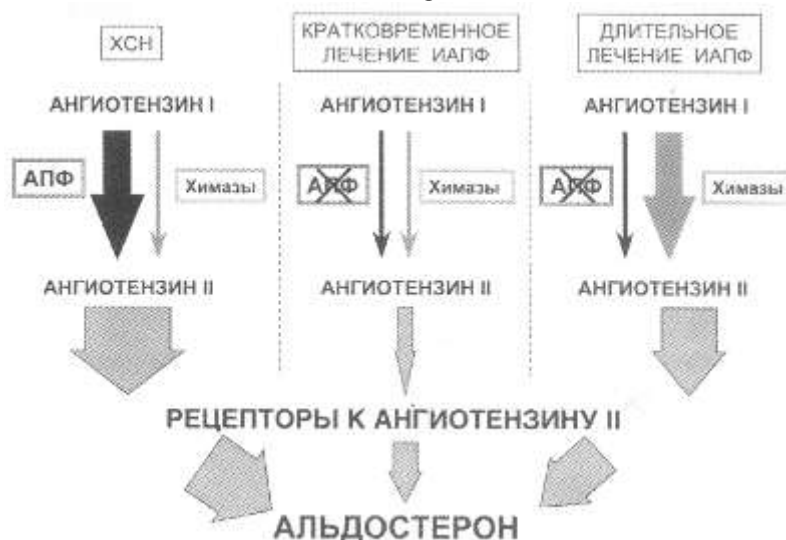 ХСН
КРАТКОВРЕМЕННОЕ
ЛЕЧЕНИЕ ИАПФ
ДЛИТЕЛЬНОЕ
ЛЕЧЕНИЕ ИАПФ
АНГИОТЕНЗИН I
АНГИОТЕНЗИН I
АНГИОТЕНЗИН I
АПФ
Химазы
АПФ
Химазы
АПФ
Химазы
АНГИОТЕНЗИН II
АНГИОТЕНЗИН II
АНГИОТЕНЗИН II
РЕЦЕПТОРЫ К АНГИОТЕНЗИНУ II
АЛЬДОСТЕРОН